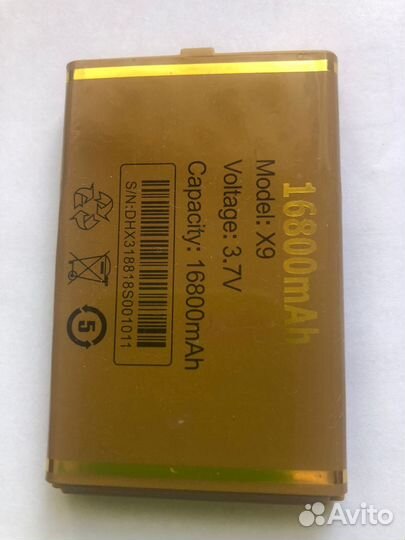 16800mAh
Model: X9
Voltage: 3.7V
Capacity: 16800mAh
S/N:DHX318818S001011
5
Avito